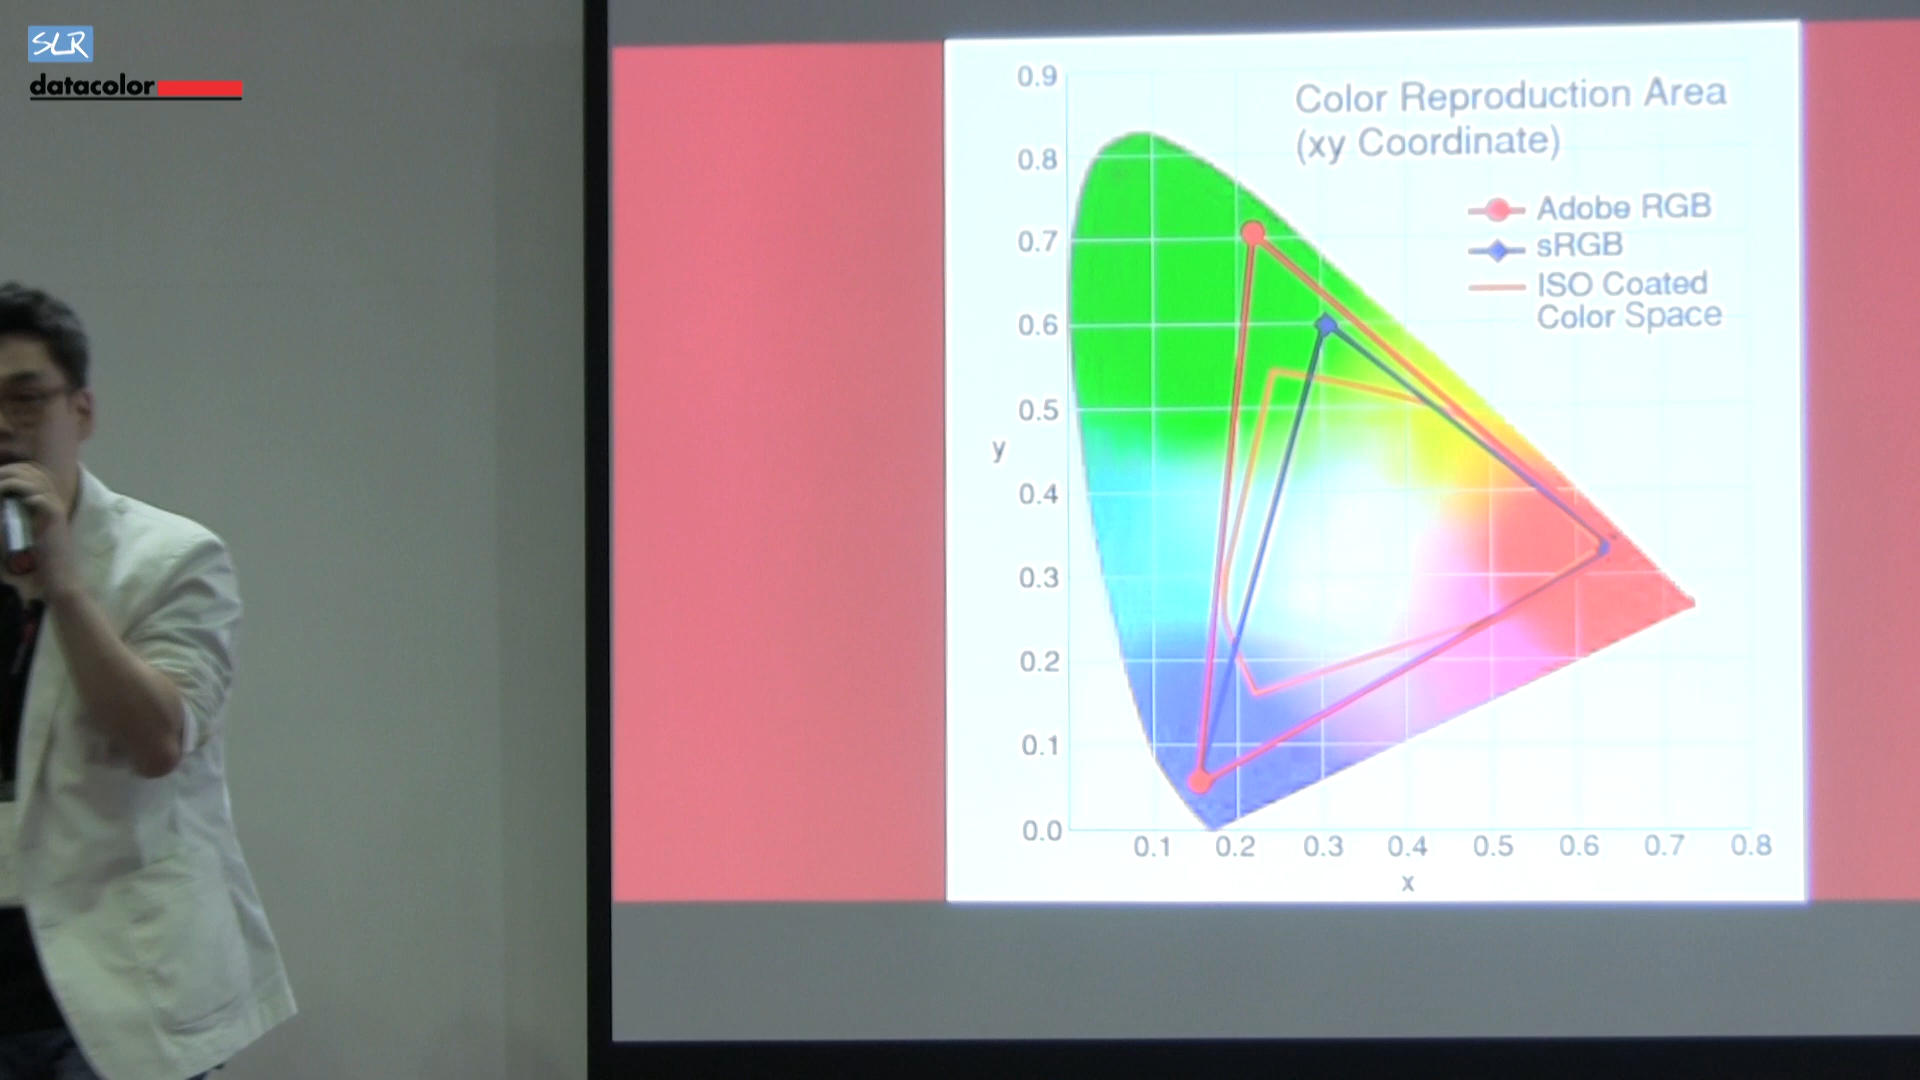 SLR
datacolor
Color Reproduction Area
(xy Coordinate)
Adobe RGB
sRGB
ISO Coated
Color Space
0.9
0.8
0.7
0.6
0.5
y
0.4
0.3
0.2
0.1
0.0
0.1 0.2 0.3 0.4 0.5 0.6 0.7 0.8
x